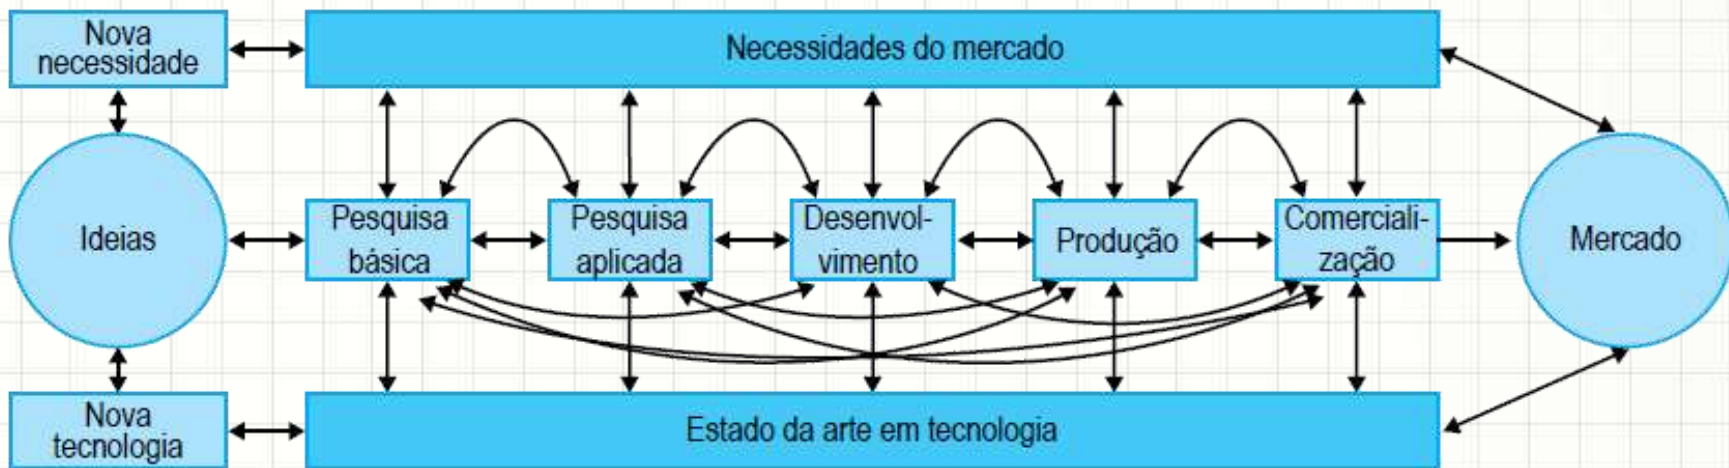 Nova
necessidade
Necessidades do mercado
Ideias
Pesquisa
básica
Pesquisa
aplicada
Desenvol-
vimento
Produção
Comerciali-
zação
Mercado
Nova
tecnologia
Estado da arte em tecnologia